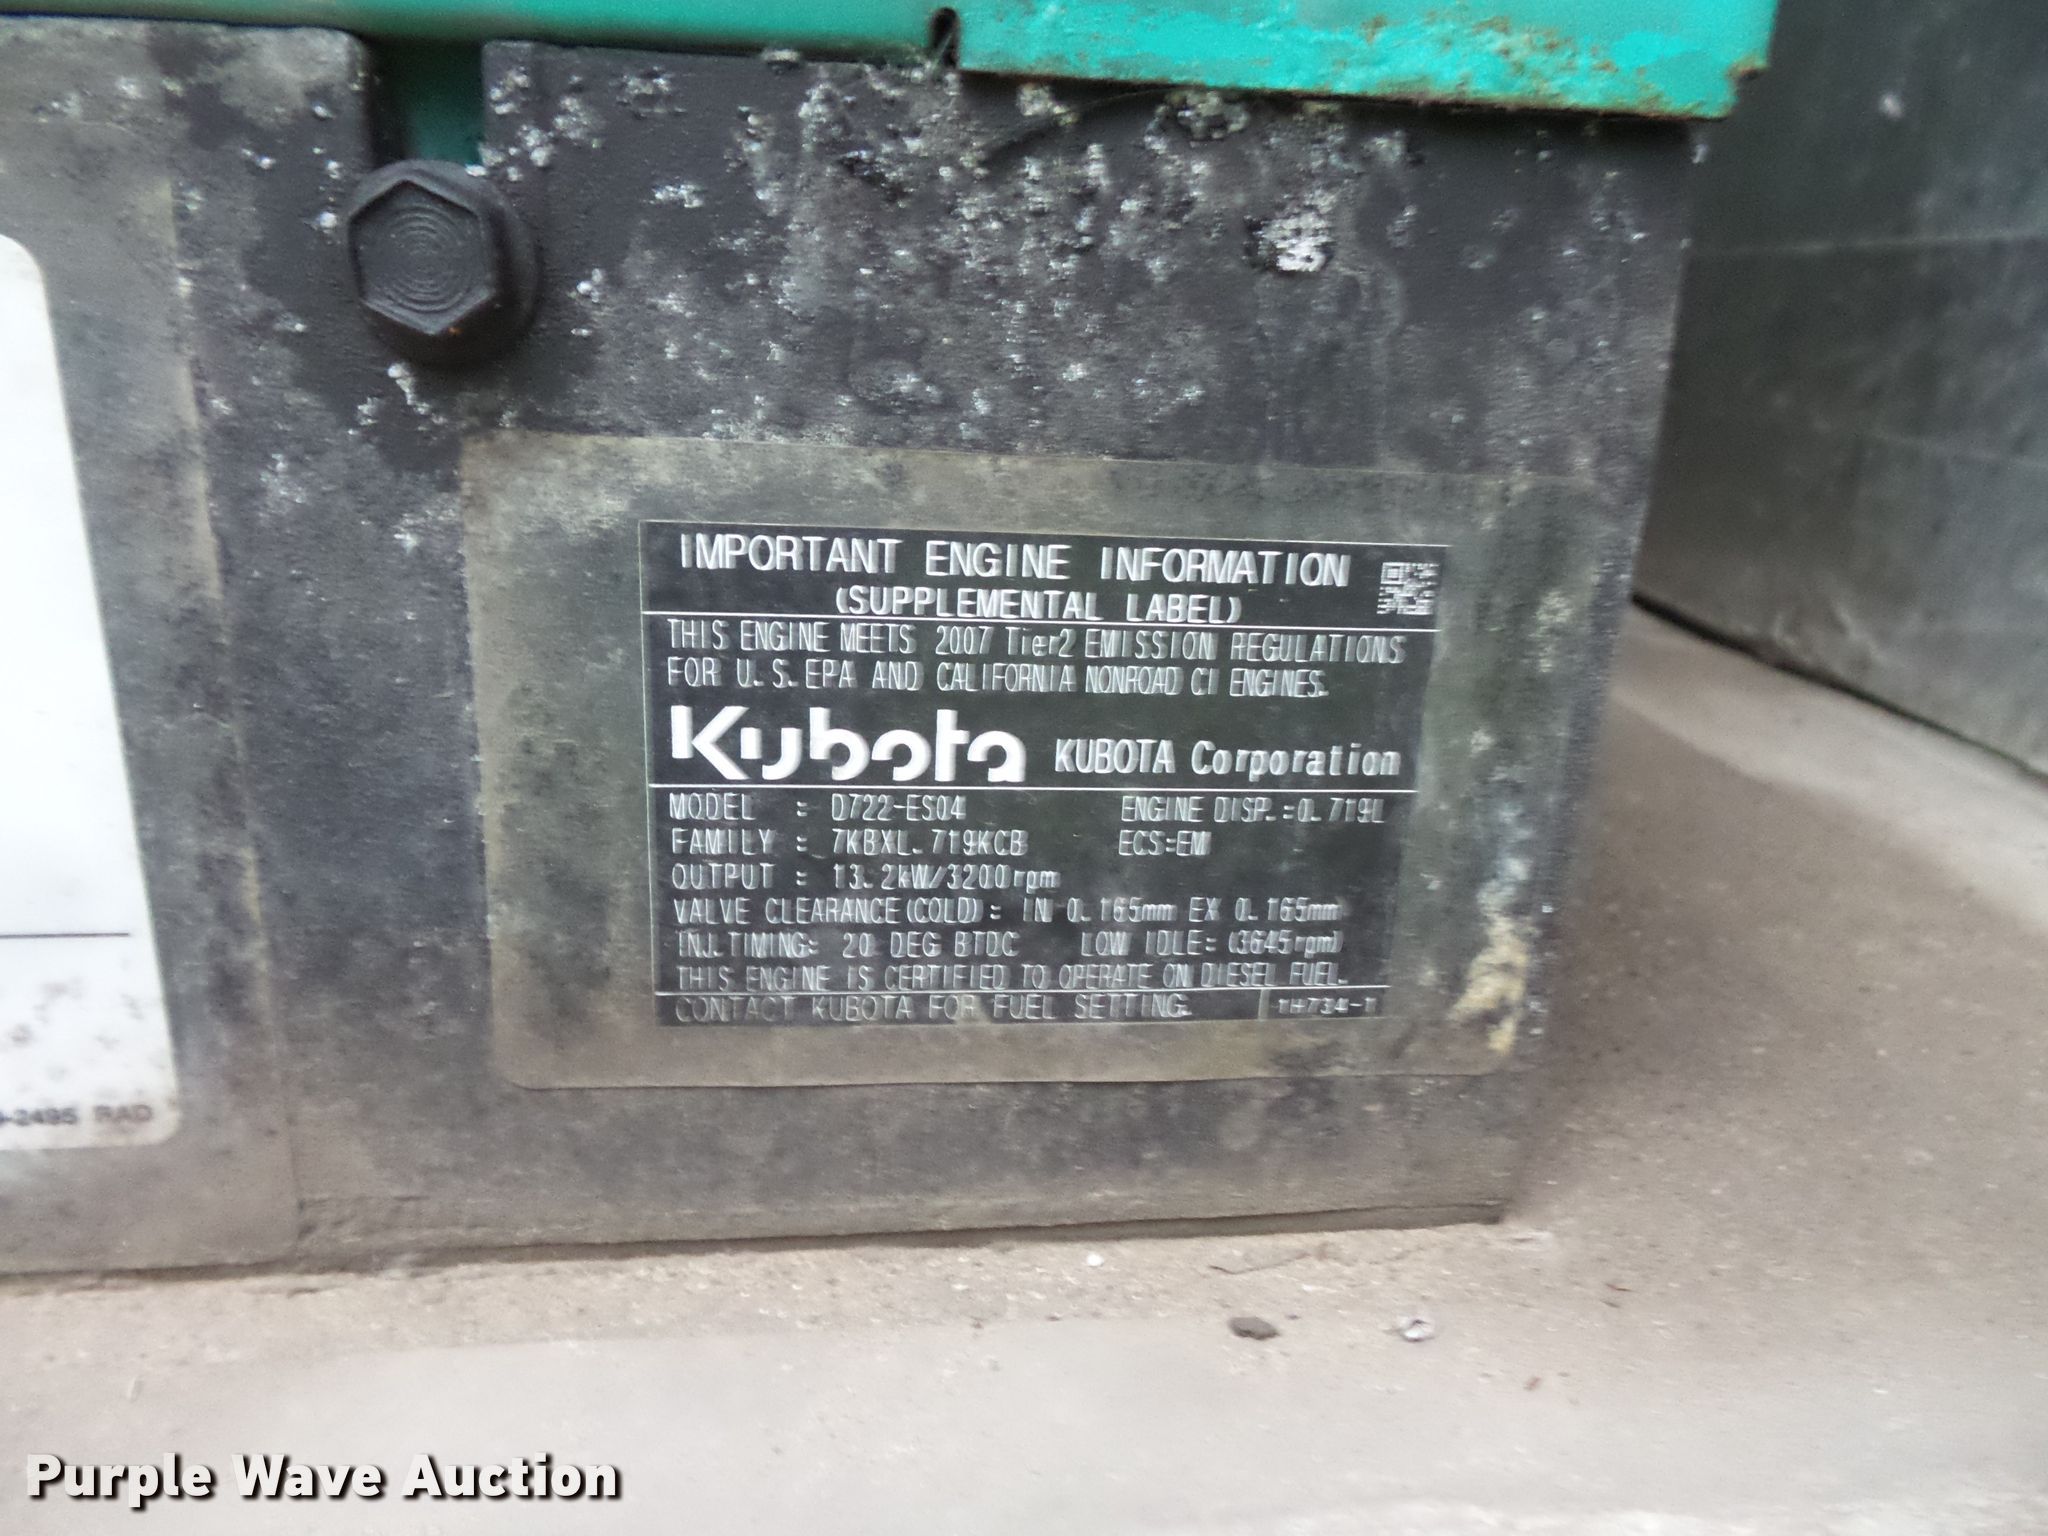 IMPORTANT ENGINE INFORMATION
(SUPPLEMENTAL LABEL)
THIS ENGINE MEETS 2007 Tier2 EMISSION REGULATIONS
FOR U.S.EPA AND CALIFORNIA NONROAD CI ENGINES.
Kubota KUBOTA Corporation
MODEL : D722-ES04 ENGINE DISP.=0.719L
FAMILY : 7KBXL.719KCB ECS=EM
OUTPUT : 13.2kW/3200rpm
VALVE CLEARANCE(COLD): IN 0.165mm EX 0.165mm
INJ.TIMING: 20 DEG BTDC LOW IDLE: (3645rpm)
THIS ENGINE IS CERTIFIED TO OPERATE ON DIESEL FUEL.
CONTACT KUBOTA FOR FUEL SETTING. 1H734-1
-2495 RAD
Purple Wave Auction